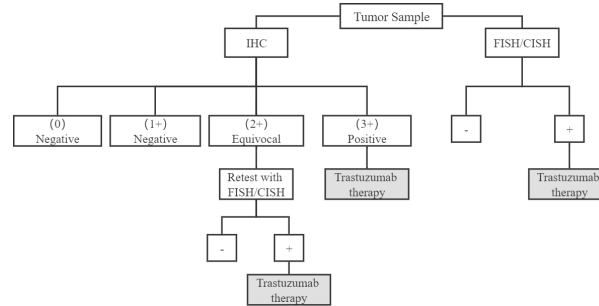 Tumor Sample
IHC
FISH/CISH
(0)
Negative
(1+)
Negative
(2+)
Equivocal
(3+)
Positive
-
+
Retest with
FISH/CISH
Trastuzumab
therapy
Trastuzumab
therapy
-
+
Trastuzumab
therapy